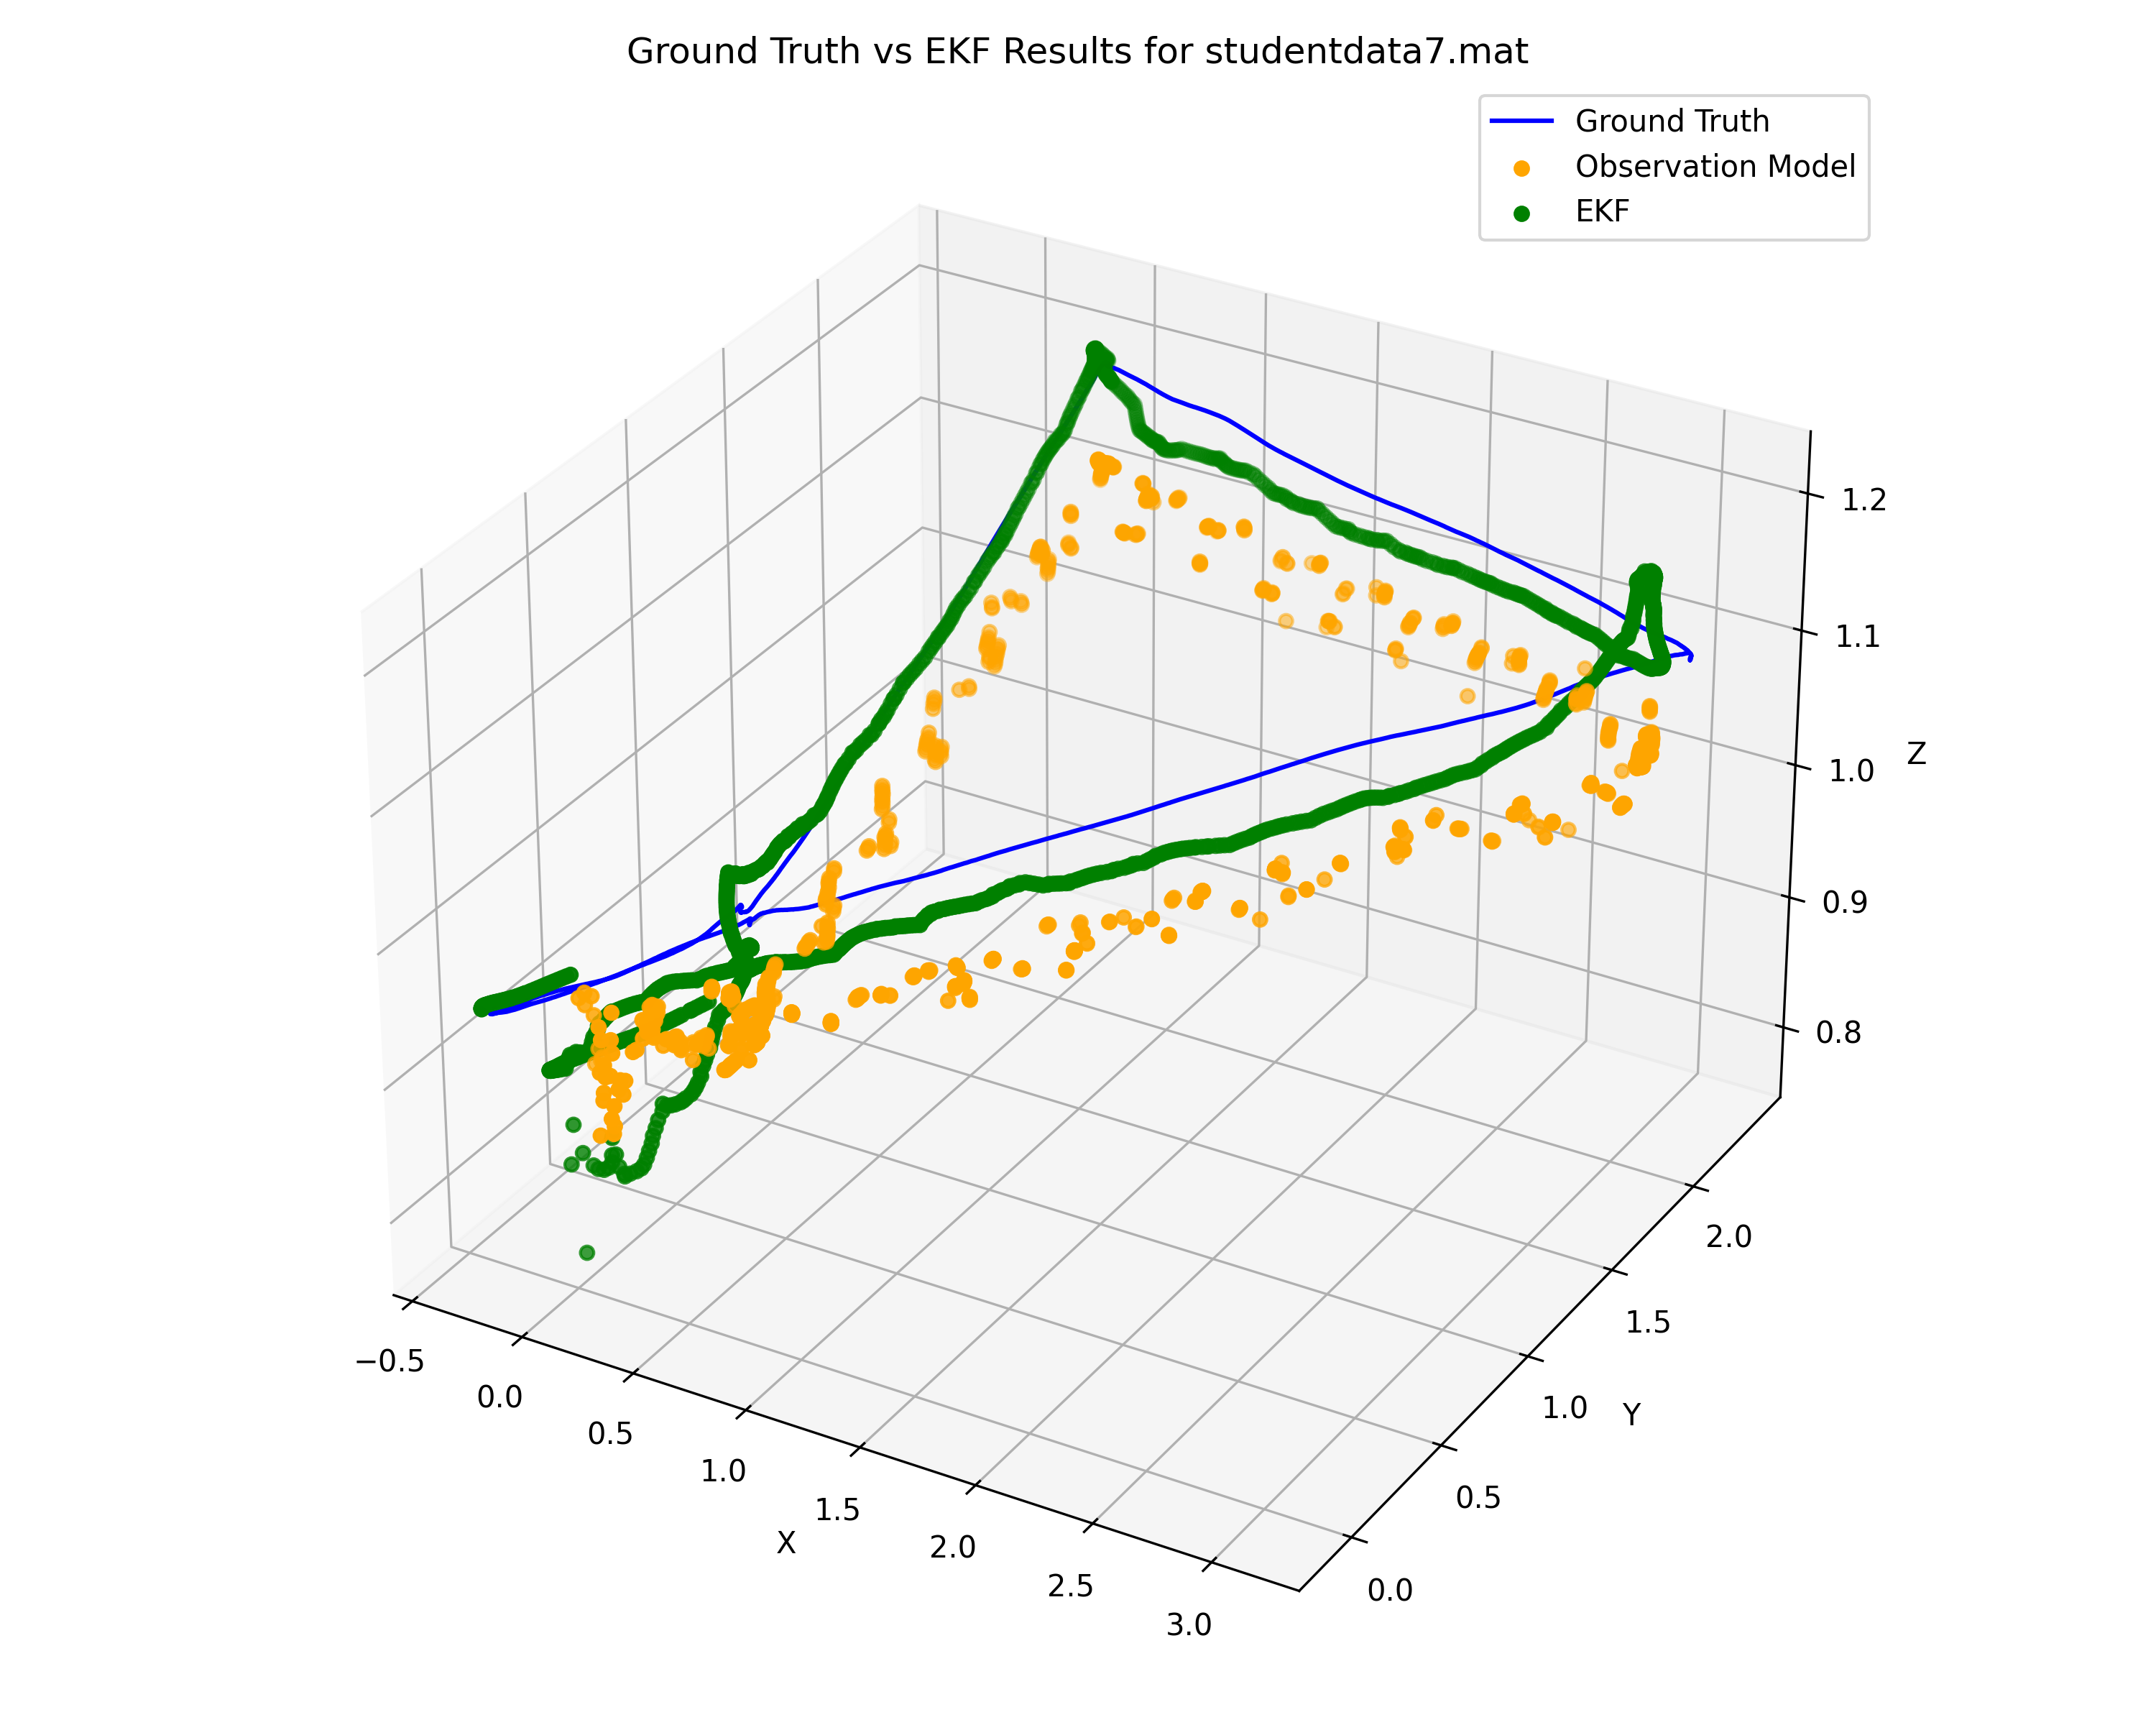 Ground Truth vs EKF Results for studentdata7.mat
Ground Truth
Observation Model
EKF
1.2
1.1
1.0
0.9
0.8
Z
2.0
1.5
1.0
0.5
0.0
Y
−0.5
0.0
0.5
1.0
1.5
2.0
2.5
3.0
X